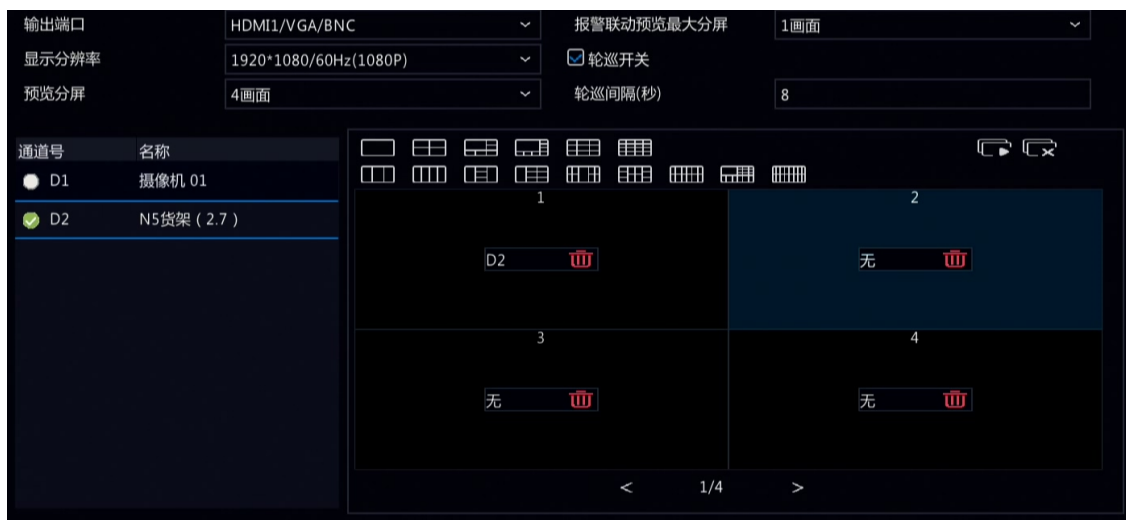 输出端口 HDMI1/VGA/BNC 报警联动预览最大分屏 1画面
显示分辨率 1920*1080/60Hz(1080P) 轮巡开关
预览分屏 4画面 轮巡间隔(秒) 8
通道号 名称
D1 摄像机 01
D2 N5货架（2.7）
1 2
D2 无
3 4
无 无
< 1/4 >